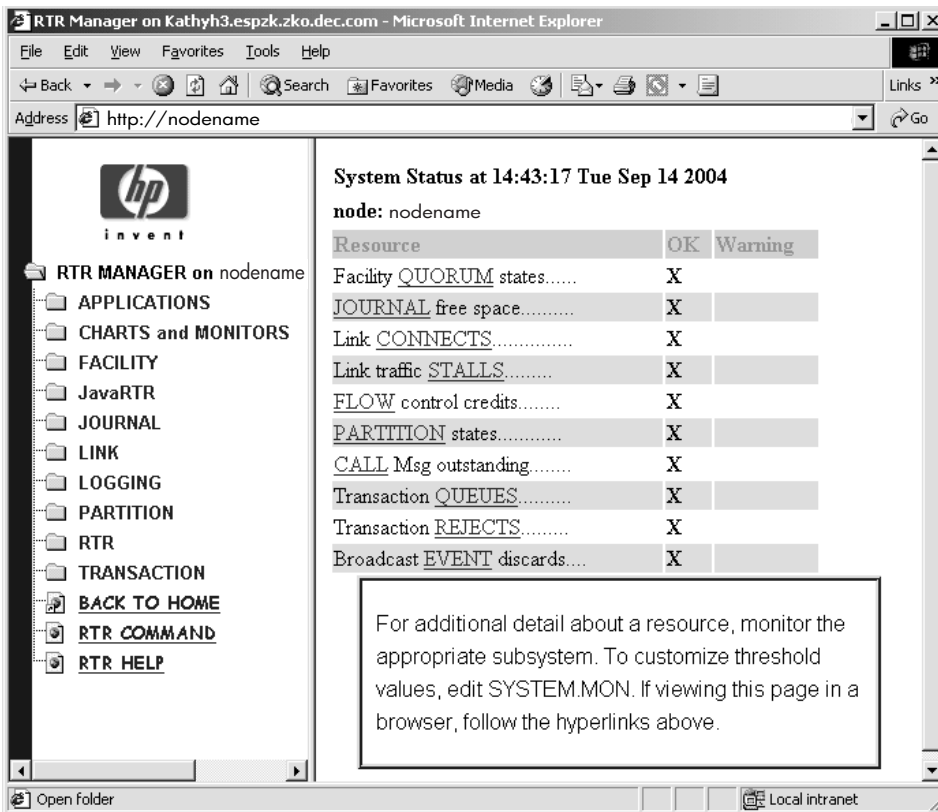 RTR Manager on Kathyh3.espzk.zko.dec.com - Microsoft Internet Explorer
File Edit View Favorites Tools Help
Back Search Favorites Media Links »
Address http://nodename Go
hp
invent
RTR MANAGER on nodename
APPLICATIONS
CHARTS and MONITORS
FACILITY
JavaRTR
JOURNAL
LINK
LOGGING
PARTITION
RTR
TRANSACTION
BACK TO HOME
RTR COMMAND
RTR HELP
System Status at 14:43:17 Tue Sep 14 2004
node: nodename
Resource OK Warning
Facility QUORUM states...... X
JOURNAL free space.......... X
Link CONNECTS............... X
Link traffic STALLS......... X
FLOW control credits........ X
PARTITION states............ X
CALL Msg outstanding........ X
Transaction QUEUES.......... X
Transaction REJECTS......... X
Broadcast EVENT discards.... X
For additional detail about a resource, monitor the
appropriate subsystem. To customize threshold
values, edit SYSTEM.MON. If viewing this page in a
browser, follow the hyperlinks above.
Open folder Local intranet